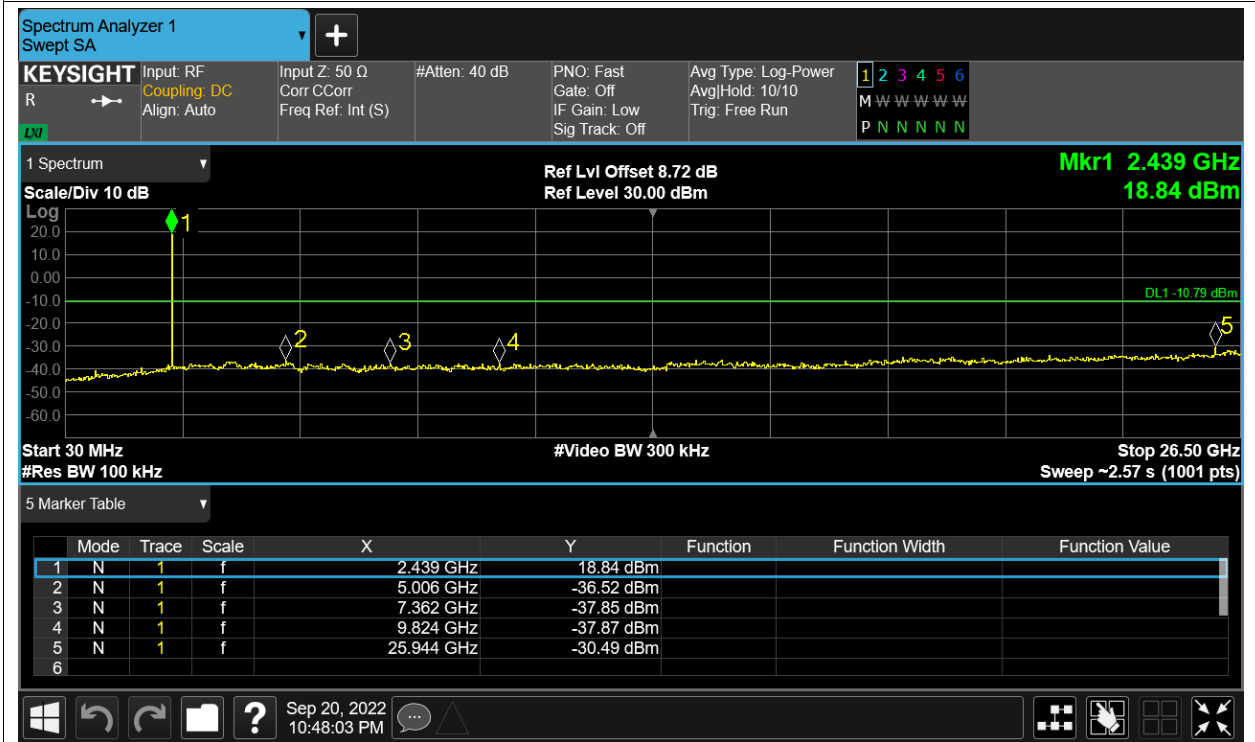 Spectrum Analyzer 1
Swept SA
+
KEYSIGHT Input: RF Input Z: 50 Ω #Atten: 40 dB PNO: Fast Avg Type: Log-Power 1 2 3 4 5 6
R Coupling: DC Corr CCorr Gate: Off Avg|Hold: 10/10 M W W W W W
Align: Auto Freq Ref: Int (S) IF Gain: Low Trig: Free Run
LXI Sig Track: Off P N N N N N
1 Spectrum Ref Lvl Offset 8.72 dB Mkr1 2.439 GHz
Scale/Div 10 dB Ref Level 30.00 dBm 18.84 dBm
Log
20.0 1
10.0
0.00
-10.0 DL1 -10.79 dBm
-20.0
-30.0 2 3 4 5
-40.0
-50.0
-60.0
Start 30 MHz #Video BW 300 kHz Stop 26.50 GHz
#Res BW 100 kHz Sweep ~2.57 s (1001 pts)
5 Marker Table
Mode Trace Scale X Y Function Function Width Function Value
1 N 1 f 2.439 GHz 18.84 dBm
2 N 1 f 5.006 GHz -36.52 dBm
3 N 1 f 7.362 GHz -37.85 dBm
4 N 1 f 9.824 GHz -37.87 dBm
5 N 1 f 25.944 GHz -30.49 dBm
6
? Sep 20, 2022
10:48:03 PM